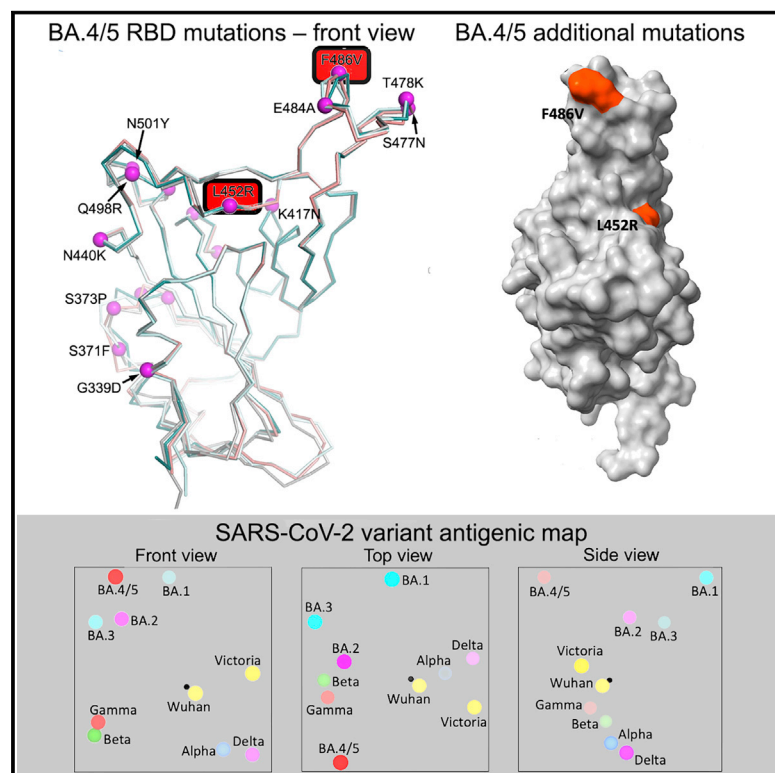 BA.4/5 RBD mutations – front view
F486V
T478K
E484A
S477N
N501Y
L452R
K417N
Q498R
N440K
S373P
S371F
G339D
BA.4/5 additional mutations
F486V
L452R
SARS-CoV-2 variant antigenic map
Front view
BA.4/5
BA.1
BA.3
BA.2
Victoria
Wuhan
Gamma
Beta
Alpha
Delta
Top view
BA.1
BA.3
BA.2
Delta
Alpha
Beta
Wuhan
Gamma
Victoria
BA.4/5
Side view
BA.4/5
BA.1
BA.2
BA.3
Victoria
Wuhan
Gamma
Beta
Alpha
Delta